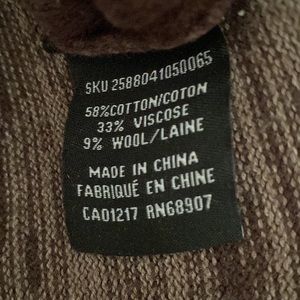 SKU 2588041050065
58%COTTON/COTON
33% VISCOSE
9% WOOL/LAINE
MADE IN CHINA
FABRIQUÉ EN CHINE
CA01217 RN68907